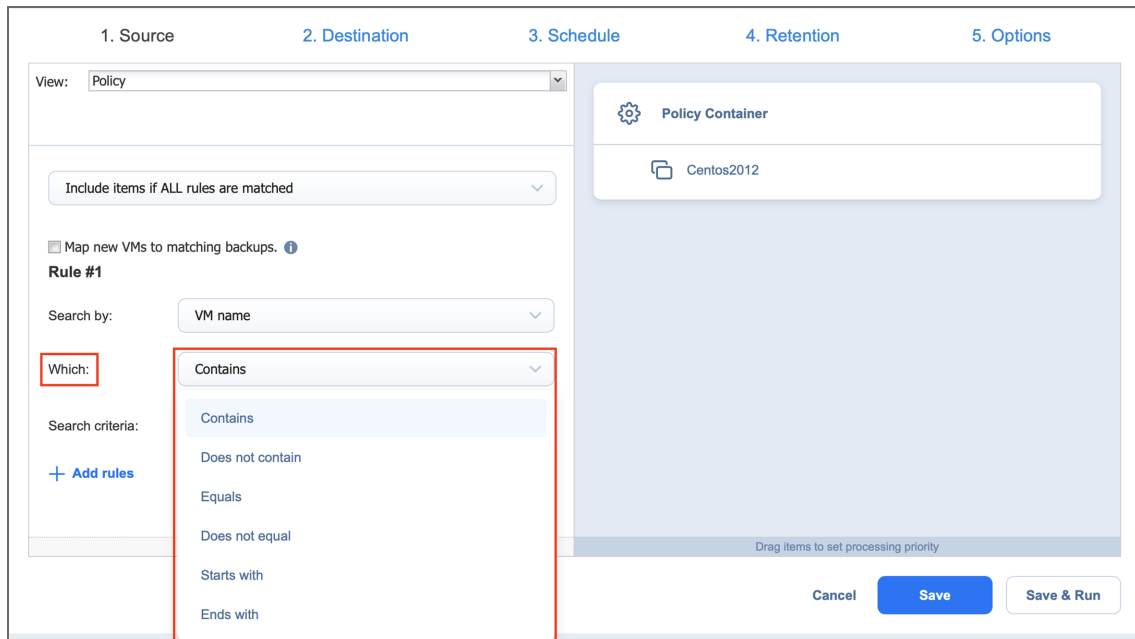 1. Source 2. Destination 3. Schedule 4. Retention 5. Options
View: Policy
Include items if ALL rules are matched
Map new VMs to matching backups.
Rule #1
Search by: VM name
Which: Contains
Contains
Search criteria:
Does not contain
Add rules
Equals
Does not equal
Starts with
Ends with
Policy Container
Centos2012
Drag items to set processing priority
Cancel Save Save & Run